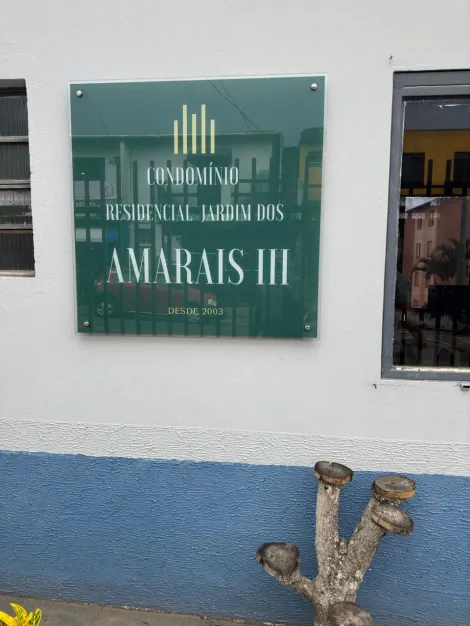 CONDOMÍNIO
RESIDENCIAL JARDIM DOS
AMARAIS III
DESDE 2003